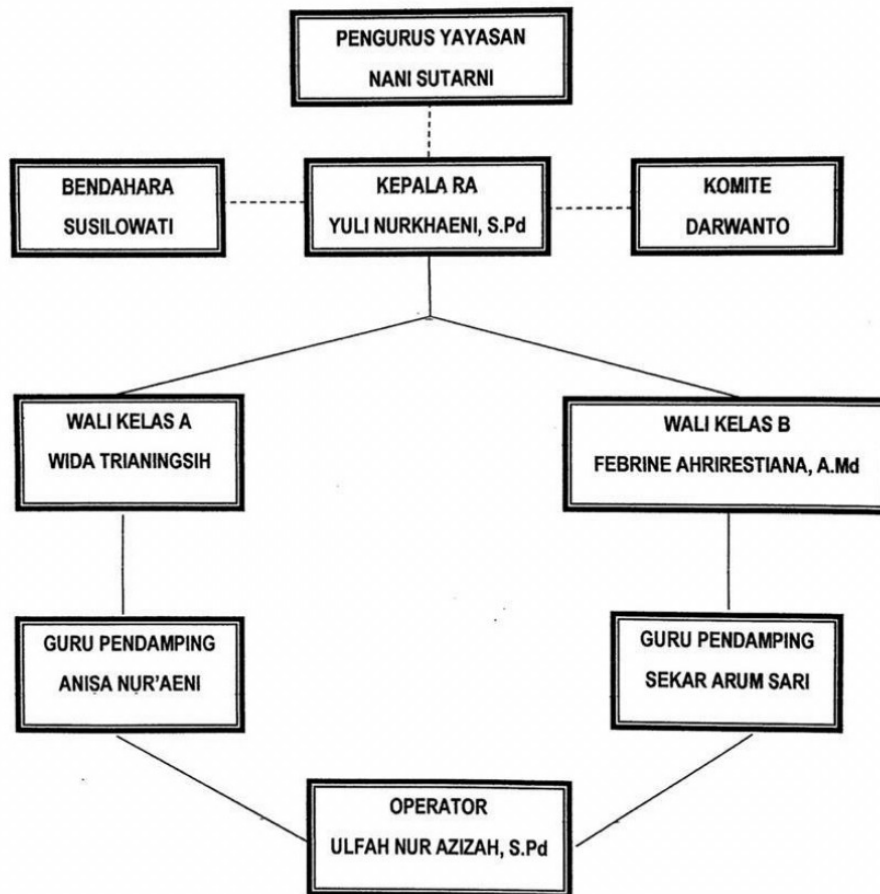 PENGURUS YAYASAN
NANI SUTARNI
BENDAHARA
SUSILOWATI
KEPALA RA
YULI NURKHAENI, S.Pd
KOMITE
DARWANTO
WALI KELAS A
WIDA TRIANINGSIH
WALI KELAS B
FEBRINE AHRIRESTIANA, A.Md
GURU PENDAMPING
ANISA NUR'AENI
GURU PENDAMPING
SEKAR ARUM SARI
OPERATOR
ULFAH NUR AZIZAH, S.Pd